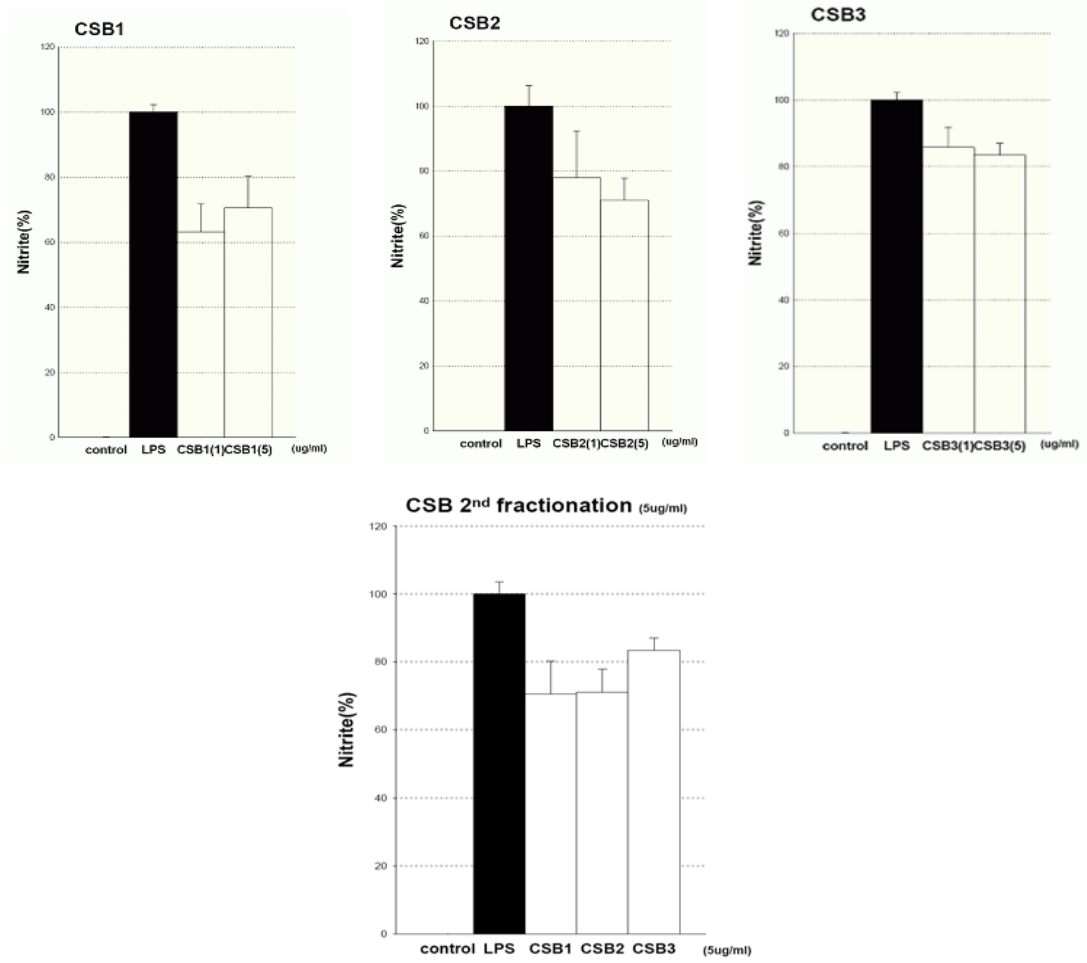 CSB1
120
100
80
60
40
20
0
Nitrite(%)
control LPS CSB1(1)CSB1(5) (ug/ml)
CSB2
120
100
80
60
40
20
0
Nitrite(%)
control LPS CSB2(1)CSB2(5) (ug/ml)
CSB3
120
100
80
60
40
20
0
Nitrite(%)
control LPS CSB3(1)CSB3(5) (ug/ml)
CSB 2nd fractionation (5ug/ml)
120
100
80
60
40
20
0
Nitrite(%)
control LPS CSB1 CSB2 CSB3 (5ug/ml)